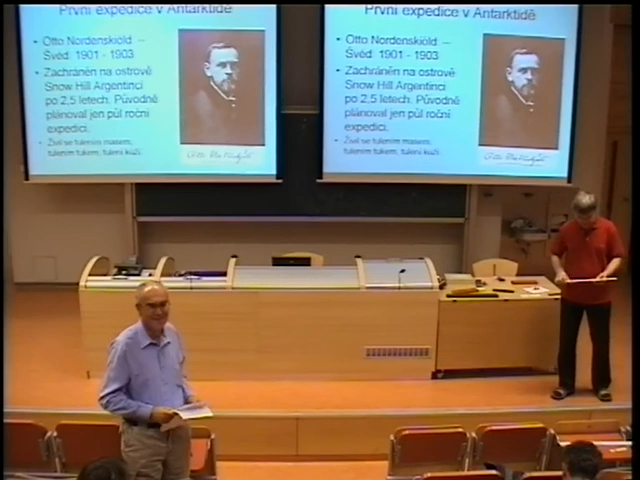 První expedice v Antarktidě
• Otto Nordenskiöld –
Švéd. 1901 - 1903
• Zachráněn na ostrově
Snow Hill Argentinci
po 2,5 letech. Původně
plánoval jen půl roční
expedici.
• Živil se tulením masem,
tulením tukem, tulení kůží.
První expedice v Antarktidě
• Otto Nordenskiöld –
Švéd. 1901 - 1903
• Zachráněn na ostrově
Snow Hill Argentinci
po 2,5 letech. Původně
plánoval jen půl roční
expedici.
• Živil se tulením masem,
tulením tukem, tulení kůží.